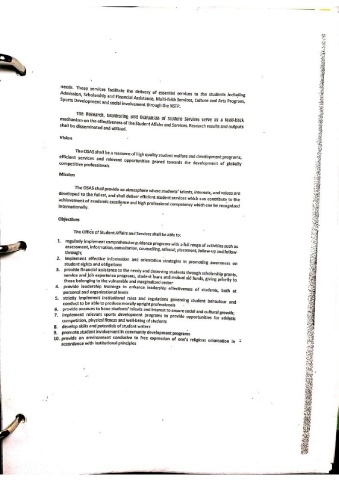 needs. These services facilitate the delivery of essential services to the students including
Admission, Scholarship and Financial Assistance, Multi-faith Services, Culture and Arts Program,
Sports Development and social involvement through the NSTP.
The Research, Monitoring and Evaluation of Student Services serve as a feed-back
mechanism on the effectiveness of the Student Affairs and Services. Research results and outputs
shall be disseminated and utilized.
Vision
The OSAS shall be a resource of high quality student welfare and development programs;
efficient services and relevant opportunities geared towards the development of globally
competitive professionals
Mission
The OSAS shall provide an atmosphere where students' talents, interests, and values are
developed to the fullest, and shall deliver efficient student services which can contribute to the
achievement of academic excellence and high professional competency which can be recognized
internationally.
Objectives
The Office of Student Affairs and Services shall be able to:
1. regularly implement comprehensive guidance programs with a full range of activities such as
assessment, information, consultation, counseling, referral, placement, follow-up and follow
through;
2. implement effective information and orientation strategies in promoting awareness on
student rights and obligations
3. provide financial assistance to the needy and deserving students through scholarship grants,
service and job experience programs, student loans and mutual aid funds, giving priority to
those belonging to the vulnerable and marginalized sector
4. provide leadership trainings to enhance leadership effectiveness of students, both at
personal and organizational levels
5. strictly implement institutional rules and regulations governing student behaviour and
conduct to be able to produce morally upright professionals
6. provide avenues to hone students' talents and interest to ensure social and cultural growth;
7. implement relevant sports development programs to provide opportunities for athletic
competition, physical fitness and well-being of students
8. develop skills and potentials of student writers
9. promote student involvement in community development programs
10. provide an environment conducive to free expression of one's religious orientation in
accordance with institutional principles